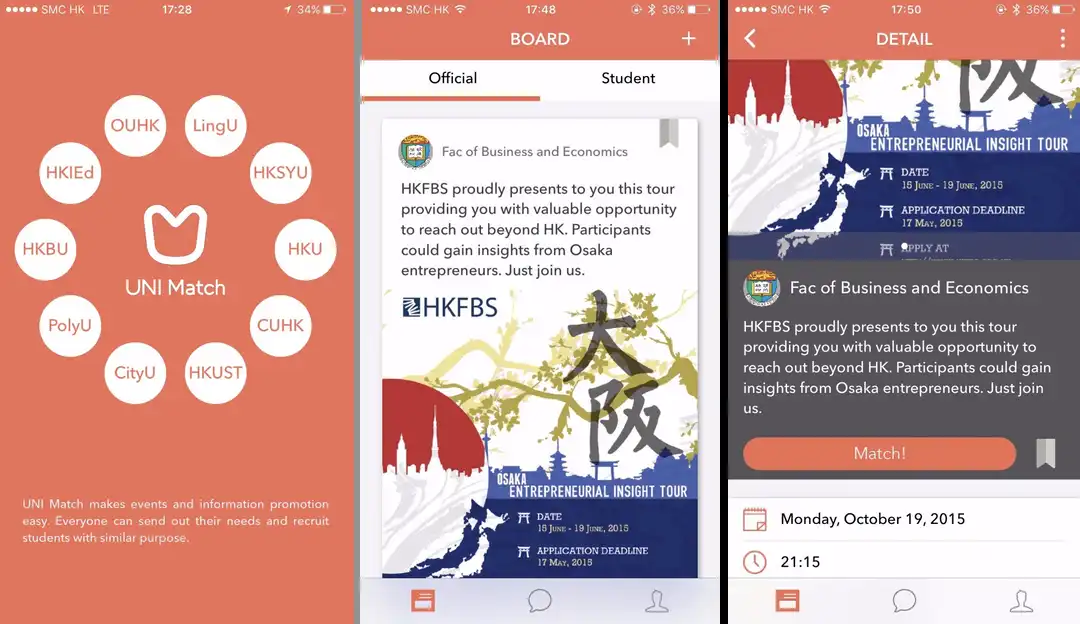 SMC HK LTE 17:28 34%
OUHK LingU
HKIEd HKSYU
HKBU HKU
UNI Match
PolyU CUHK
CityU HKUST
UNI Match makes events and information promotion
easy. Everyone can send out their needs and recruit
students with similar purpose.
SMC HK 17:48 36%
BOARD +
Official Student
Fac of Business and Economics
HKFBS proudly presents to you this tour
providing you with valuable opportunity
to reach out beyond HK. Participants
could gain insights from Osaka
entrepreneurs. Just join us.
HKFBS
大
阪
OSAKA
ENTREPRENEURIAL INSIGHT TOUR
DATE
15 JUNE - 19 JUNE, 2015
APPLICATION DEADLINE
17 MAY, 2015
SMC HK 17:50 36%
DETAIL
阪
OSAKA
ENTREPRENEURIAL INSIGHT TOUR
DATE
15 JUNE - 19 JUNE, 2015
APPLICATION DEADLINE
17 MAY, 2015
APPLY AT
Fac of Business and Economics
HKFBS proudly presents to you this tour
providing you with valuable opportunity to
reach out beyond HK. Participants could gain
insights from Osaka entrepreneurs. Just join
us.
Match!
Monday, October 19, 2015
21:15